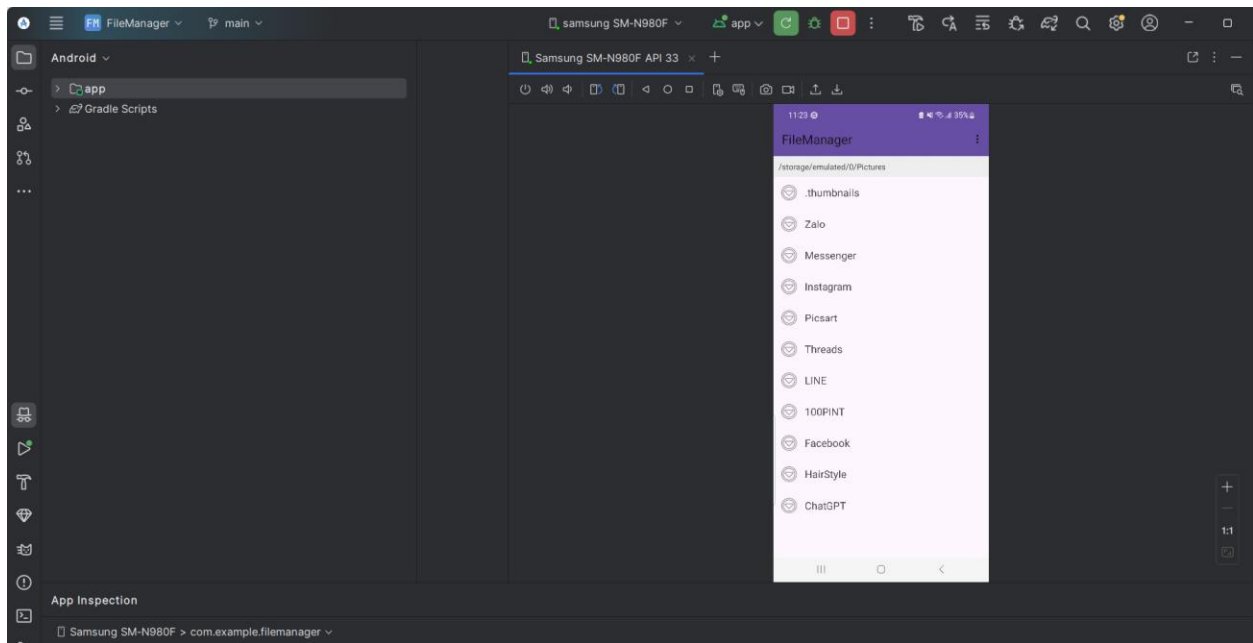 FM FileManager main samsung SM-N980F app
Android
Samsung SM-N980F API 33
app
Gradle Scripts
11:23 35%
FileManager
/storage/emulated/0/Pictures
.thumbnails
Zalo
Messenger
Instagram
Picsart
Threads
LINE
100PINT
Facebook
HairStyle
ChatGPT
1:1
App Inspection
Samsung SM-N980F > com.example.filemanager